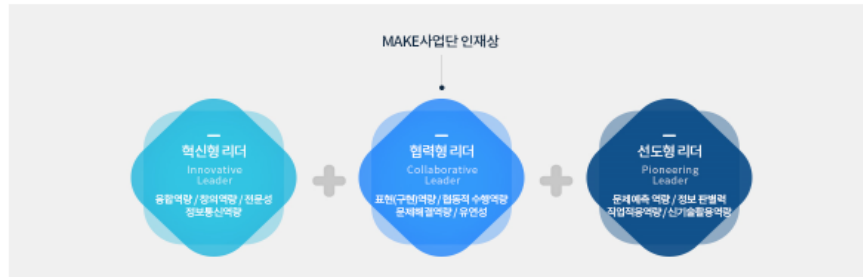 MAKE사업단 인재상
혁신형 리더
Innovative
Leader
융합역량 / 창의역량 / 전문성
정보통신역량
협력형 리더
Collaborative
Leader
표현(구현)역량 / 협동적 수행역량
문제해결역량 / 유연성
선도형 리더
Pioneering
Leader
문제예측 역량 / 정보 판별력
직업적응역량 / 신기술활용역량